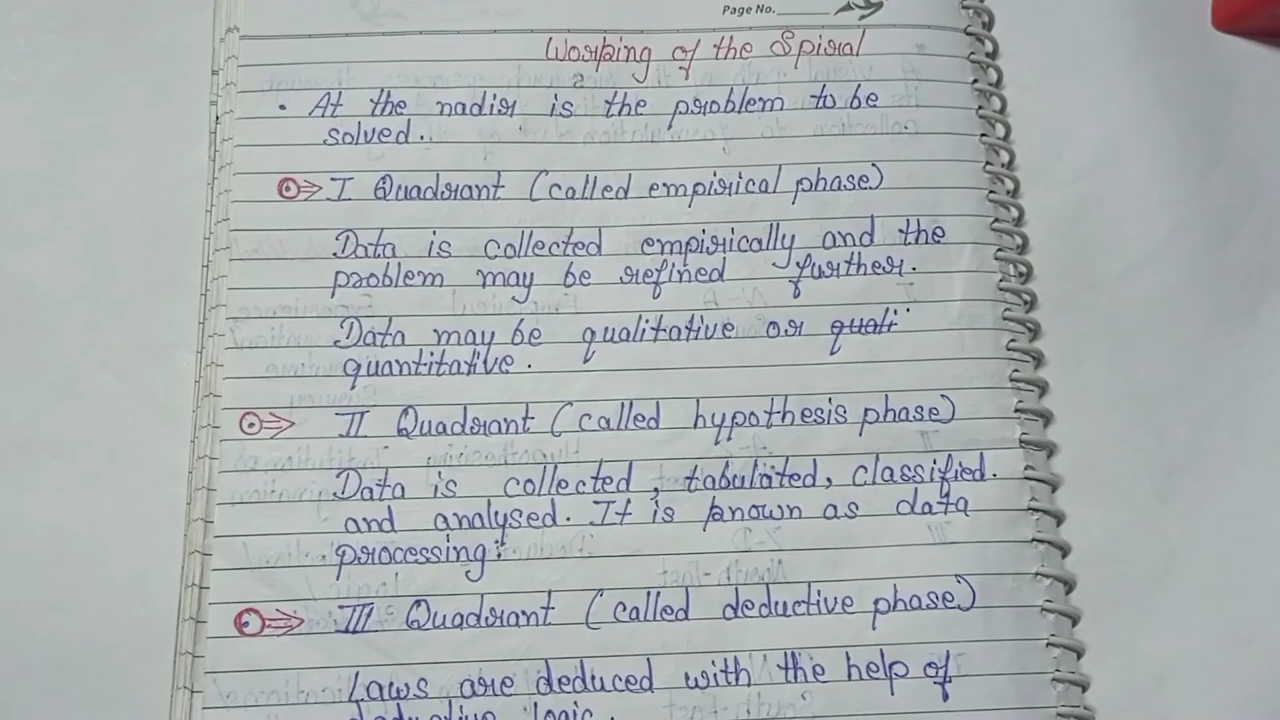 Page No.
Working of the Spiral
• At the nadir is the problem to be
solved.
I Quadrant (called empirical phase)
Data is collected empirically and the
problem may be refined further.
Data may be qualitative or quali
quantitative.
II Quadrant (called hypothesis phase)
Data is collected, tabulated, classified.
and analysed. It is known as data
processing.
III Quadrant (called deductive phase)
Laws are deduced with the help of
logic.